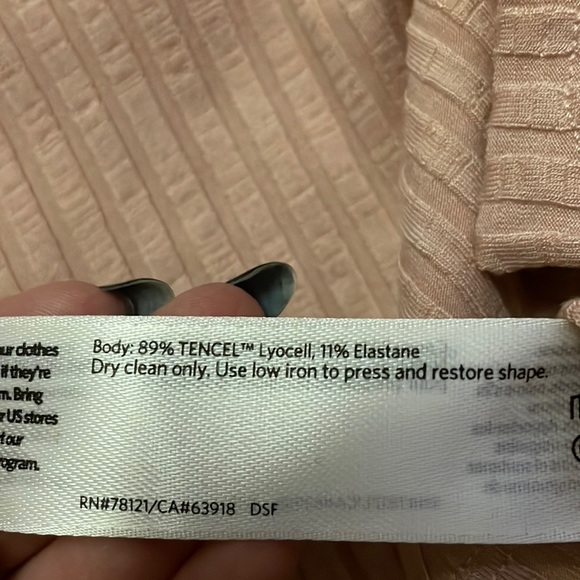 ur clothes
if they're
m. Bring
r US stores
t our
rogram.
Body: 89% TENCEL™ Lyocell, 11% Elastane
Dry clean only. Use low iron to press and restore shape.
RN#78121/CA#63918 DSF